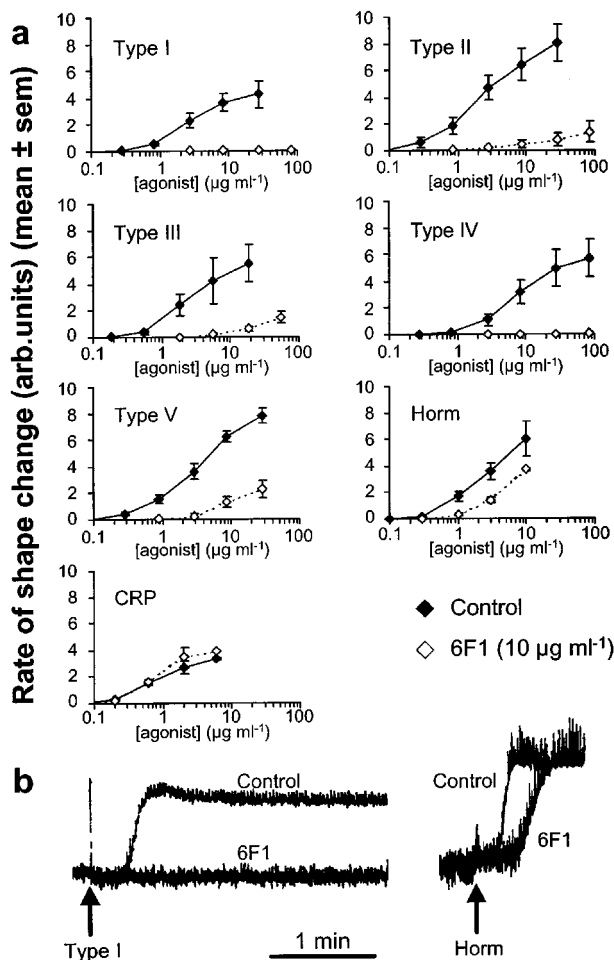 a
Rate of shape change (arb.units) (mean ± sem)
Type I
10
8
6
4
2
0
0.1 1 10 100
[agonist] (µg ml-1)
Type II
10
8
6
4
2
0
0.1 1 10 100
[agonist] (µg ml-1)
Type III
10
8
6
4
2
0
0.1 1 10 100
[agonist] (µg ml-1)
Type IV
10
8
6
4
2
0
0.1 1 10 100
[agonist] (µg ml-1)
Type V
10
8
6
4
2
0
0.1 1 10 100
[agonist] (µg ml-1)
Horm
10
8
6
4
2
0
0.1 1 10 100
[agonist] (µg ml-1)
CRP
10
8
6
4
2
0
0.1 1 10 100
[agonist] (µg ml-1)
Control
6F1 (10 µg ml-1)
b
Control
6F1
Type I
1 min
Control
6F1
Horm